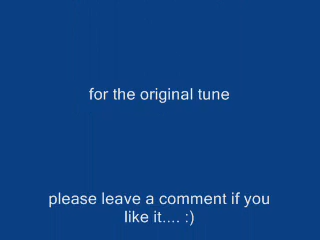 for the original tune
please leave a comment if you
like it.... :)